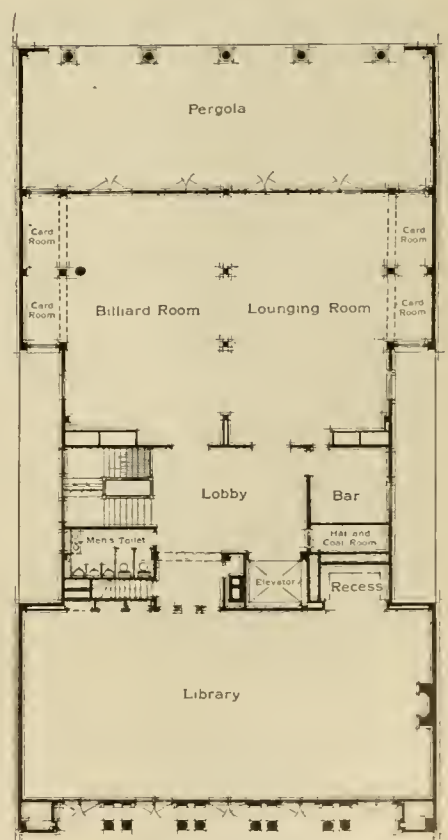 Pergola
Card
Room
Card
Room
Card
Room
Card
Room
Billiard Room
Lounging Room
Lobby
Bar
Men's Toilet
Hat and
Coat Room
Elevator
Recess
Library